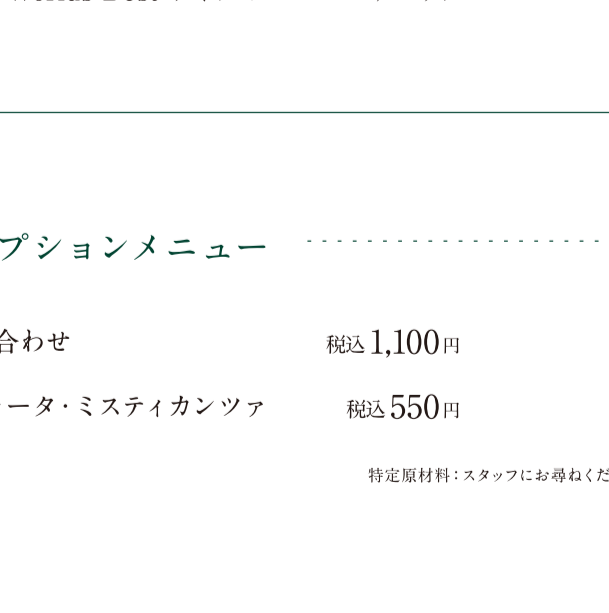 プションメニュー
合わせ 税込1,100円
ータ・ミスティカンツァ 税込550円
特定原材料：スタッフにお尋ねくだ